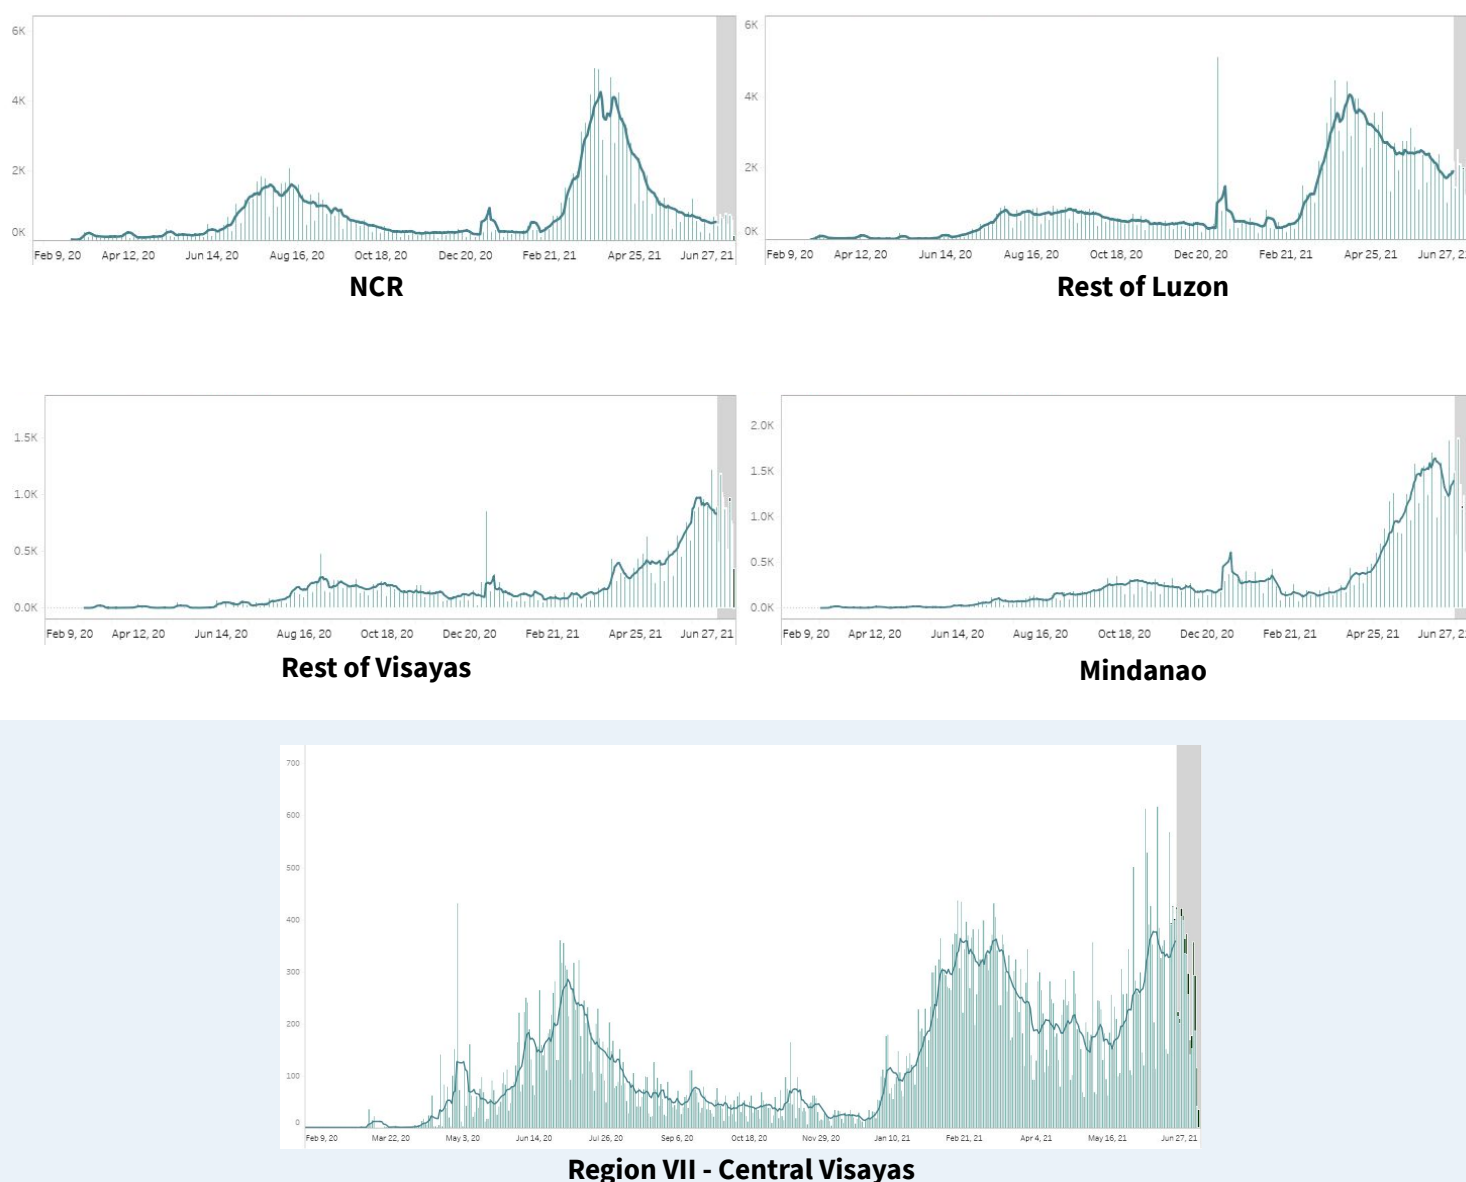 6K
4K
2K
0K
Feb 9, 20 Apr 12, 20 Jun 14, 20 Aug 16, 20 Oct 18, 20 Dec 20, 20 Feb 21, 21 Apr 25, 21 Jun 27, 21
NCR
6K
4K
2K
0K
Feb 9, 20 Apr 12, 20 Jun 14, 20 Aug 16, 20 Oct 18, 20 Dec 20, 20 Feb 21, 21 Apr 25, 21 Jun 27, 2
Rest of Luzon
1.5K
1.0K
0.5K
0.0K
Feb 9, 20 Apr 12, 20 Jun 14, 20 Aug 16, 20 Oct 18, 20 Dec 20, 20 Feb 21, 21 Apr 25, 21 Jun 27, 21
Rest of Visayas
2.0K
1.5K
1.0K
0.5K
0.0K
Feb 9, 20 Apr 12, 20 Jun 14, 20 Aug 16, 20 Oct 18, 20 Dec 20, 20 Feb 21, 21 Apr 25, 21 Jun 27, 2
Mindanao
700
600
500
400
300
200
100
0
Feb 9, 20 Mar 22, 20 May 3, 20 Jun 14, 20 Jul 26, 20 Sep 6, 20 Oct 18, 20 Nov 29, 20 Jan 10, 21 Feb 21, 21 Apr 4, 21 May 16, 21 Jun 27, 21
Region VII - Central Visayas